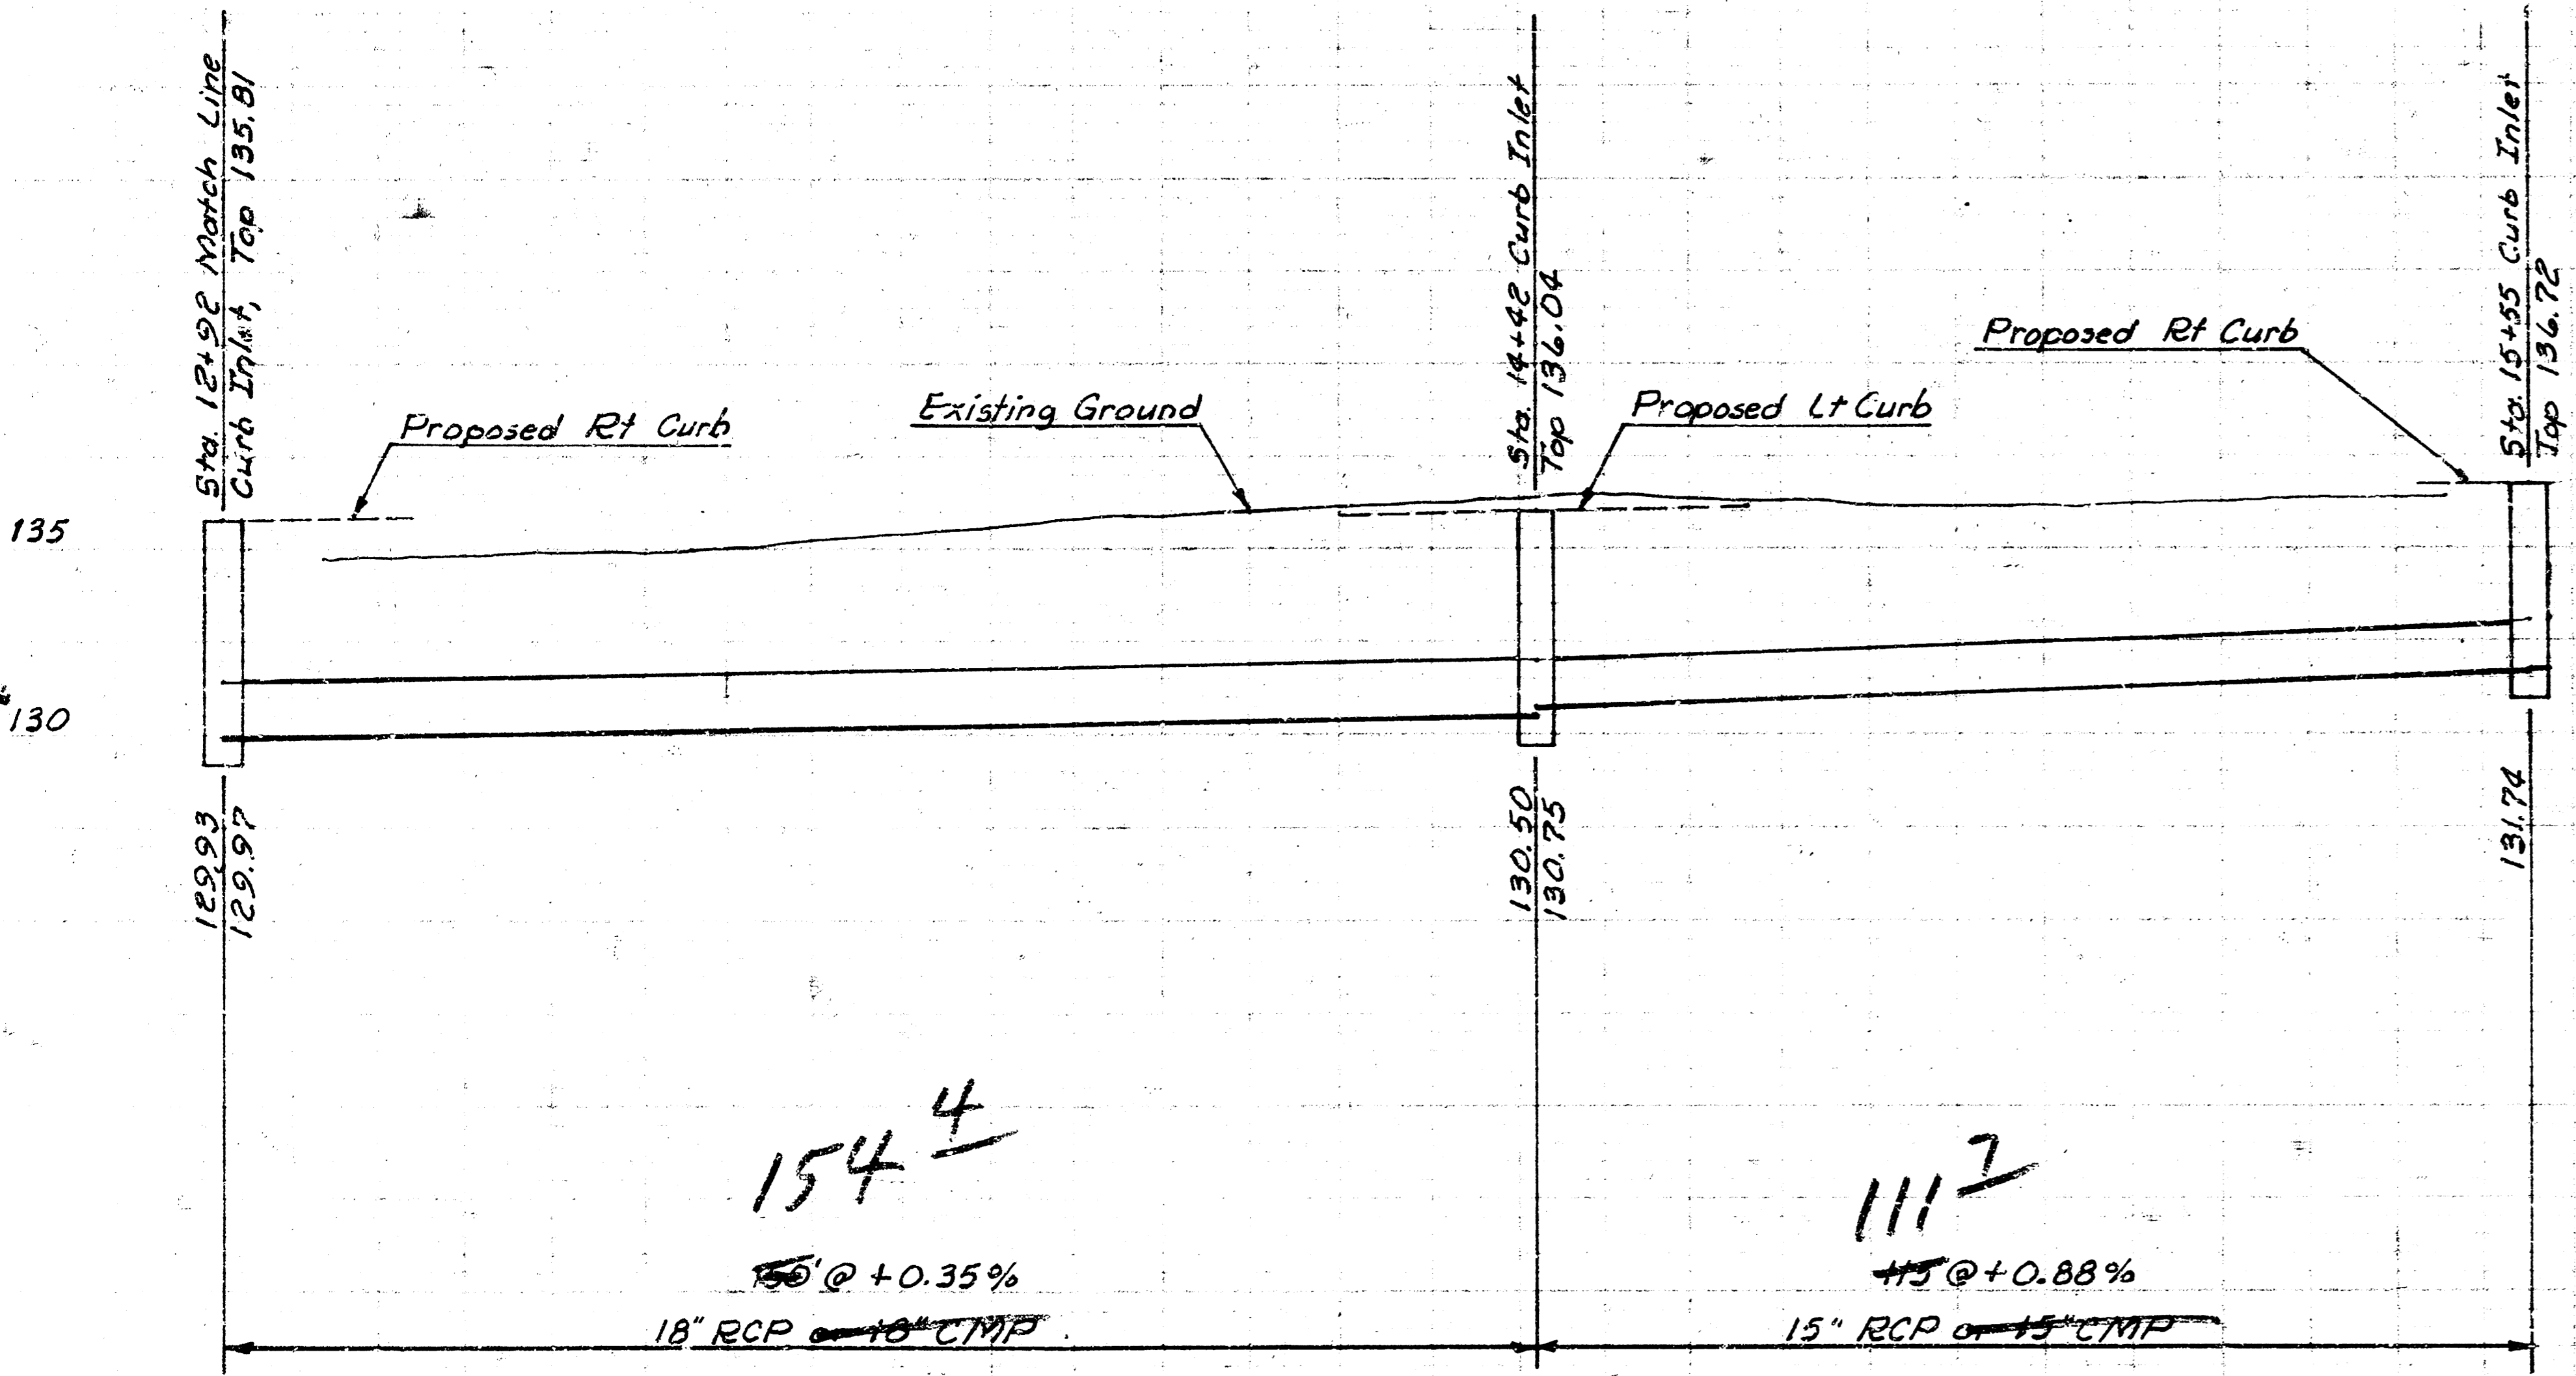 Sta. 12+92 Match Line
Curb Inlet, Top 135.81
Sta. 14+42 Curb Inlet
Top 136.04
Sta. 15+55 Curb Inlet
Top 136.72
Proposed Rt Curb
Existing Ground
Proposed Lt Curb
Proposed Rt Curb
135
130
129.93
129.97
130.50
130.75
131.74
154 4
111 7
150' @ +0.35%
@ +0.88%
18" RCP or 18" CMP
15" RCP or 15" CMP